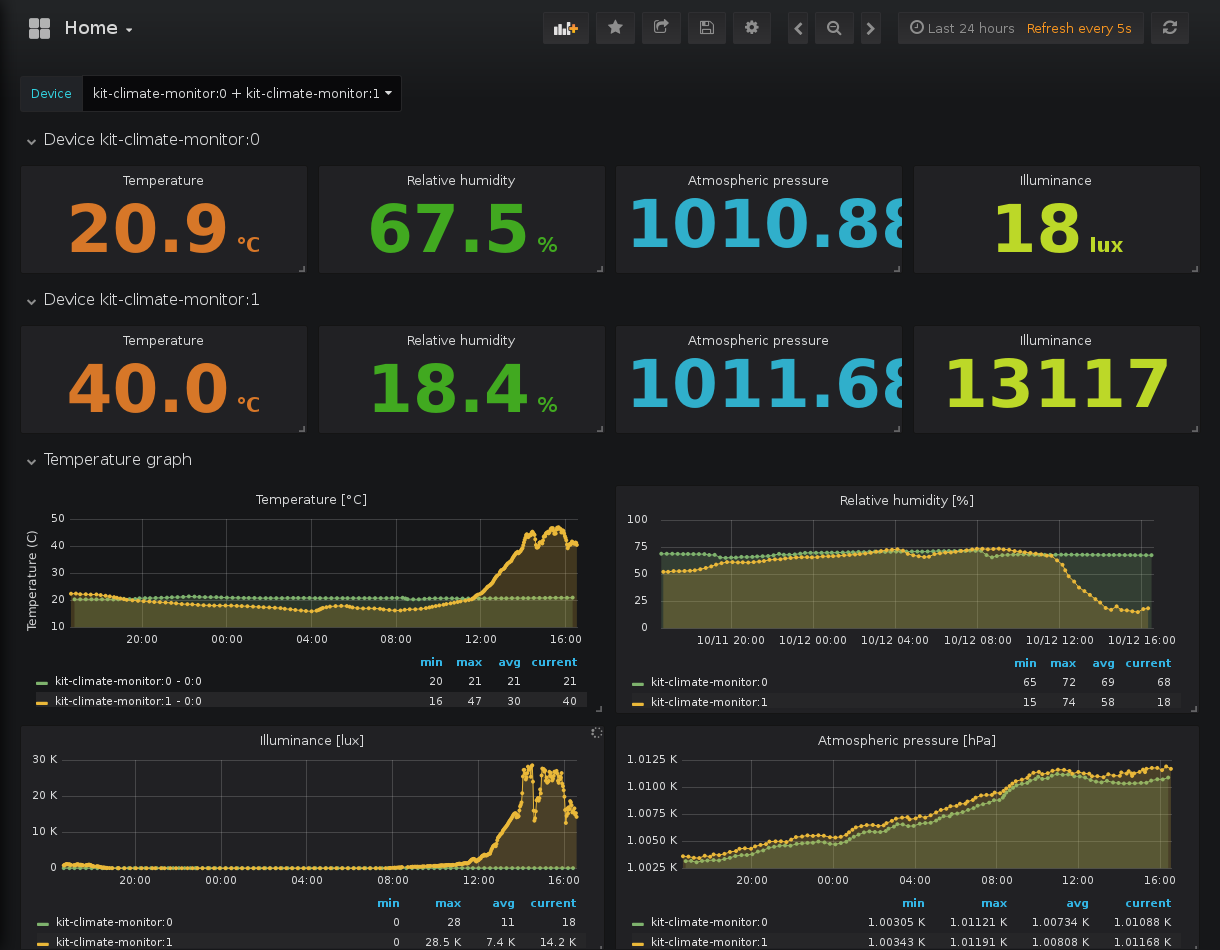 Home
Last 24 hours Refresh every 5s
Device kit-climate-monitor:0 + kit-climate-monitor:1
Device kit-climate-monitor:0
Temperature Relative humidity Atmospheric pressure Illuminance
20.9 °C 67.5 % 1010.88 18 lux
Device kit-climate-monitor:1
Temperature Relative humidity Atmospheric pressure Illuminance
40.0 °C 18.4 % 1011.68 13117
Temperature graph
Temperature [°C]
Temperature (C)
50
40
30
20
10
20:00 00:00 04:00 08:00 12:00 16:00
min max avg current
kit-climate-monitor:0 - 0:0 20 21 21 21
kit-climate-monitor:1 - 0:0 16 47 30 40
Relative humidity [%]
100
75
50
25
0
10/11 20:00 10/12 00:00 10/12 04:00 10/12 08:00 10/12 12:00 10/12 16:00
min max avg current
kit-climate-monitor:0 65 72 69 68
kit-climate-monitor:1 15 74 58 18
Illuminance [lux]
30 K
20 K
10 K
0
20:00 00:00 04:00 08:00 12:00 16:00
min max avg current
kit-climate-monitor:0 0 28 11 18
kit-climate-monitor:1 0 28.5 K 7.4 K 14.2 K
Atmospheric pressure [hPa]
1.0125 K
1.0100 K
1.0075 K
1.0050 K
1.0025 K
20:00 00:00 04:00 08:00 12:00 16:00
min max avg current
kit-climate-monitor:0 1.00305 K 1.01121 K 1.00734 K 1.01088 K
kit-climate-monitor:1 1.00343 K 1.01191 K 1.00808 K 1.01168 K